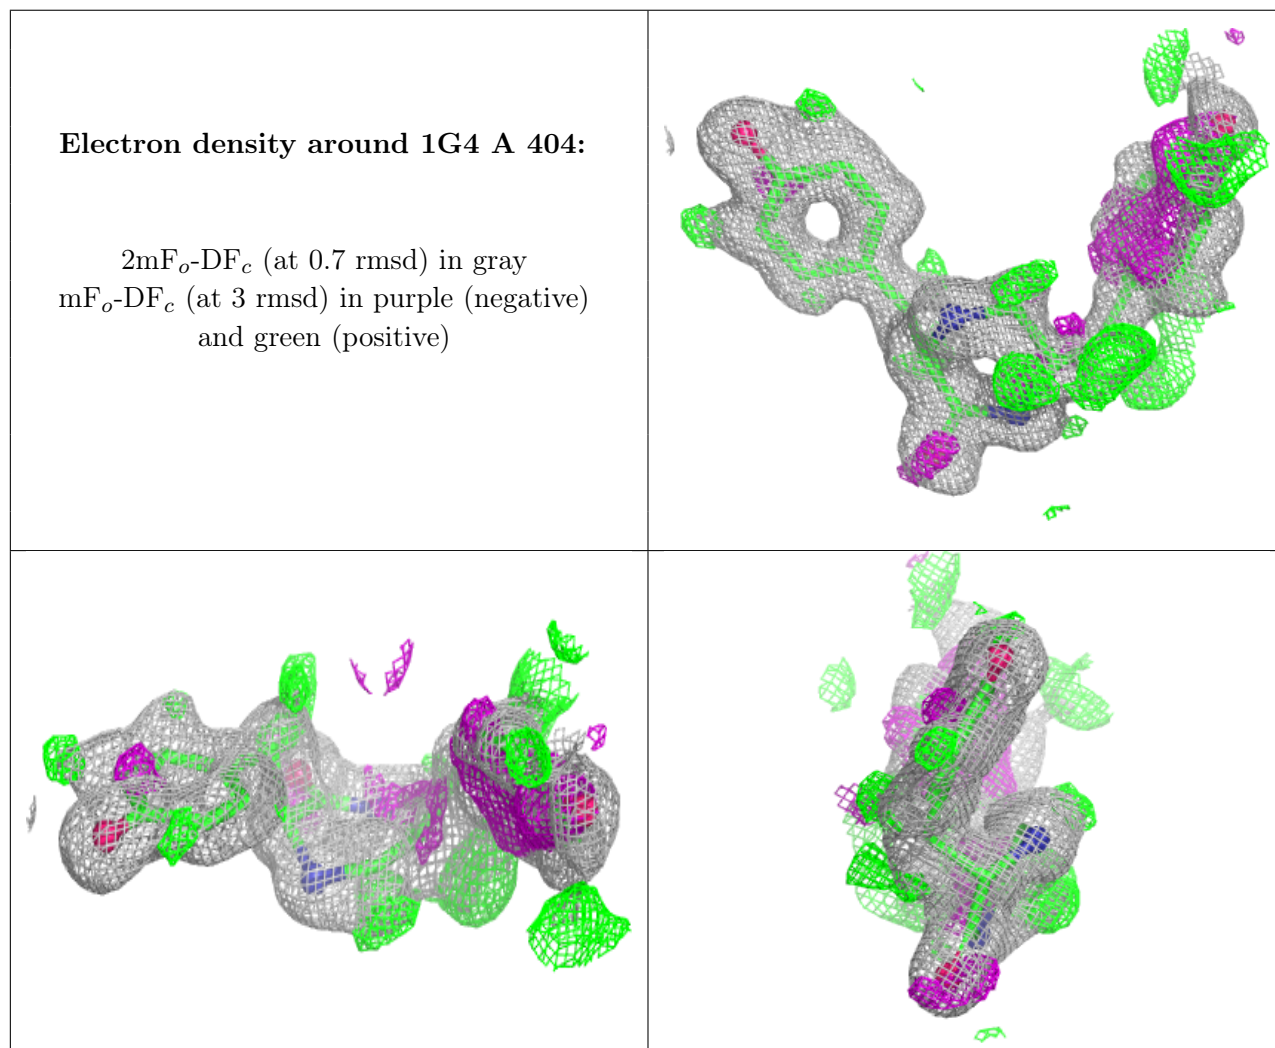 Electron density around 1G4 A 404:
2mFo-DFc (at 0.7 rmsd) in gray
mFo-DFc (at 3 rmsd) in purple (negative)
and green (positive)